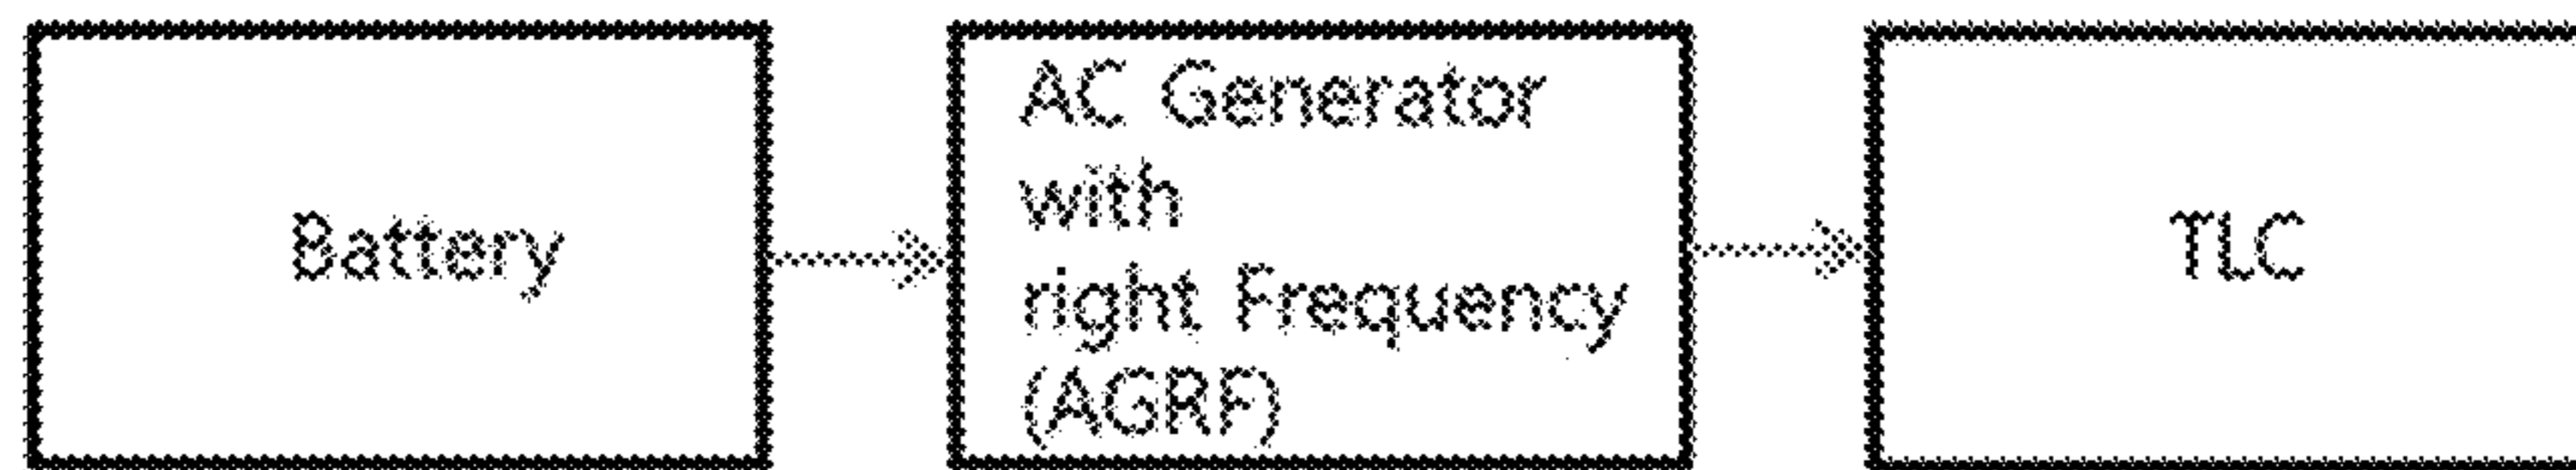 Battery
AC Generator
with
right Frequency
(AGRF)
TLC